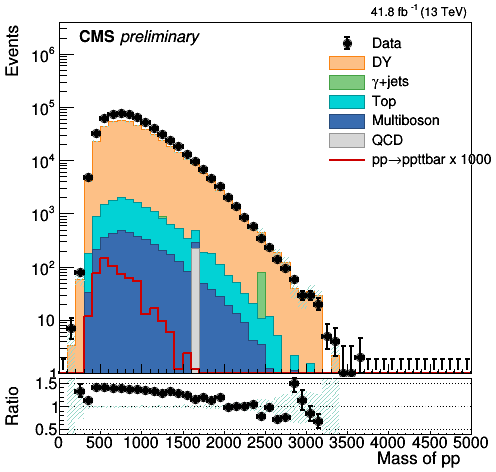 41.8 fb⁻¹ (13 TeV)
CMS preliminary
Events
10⁶
10⁵
10⁴
10³
10²
10
1
Data
DY
γ+jets
Top
Multiboson
QCD
pp→ppttbar x 1000
Ratio
1.5
1
0.5
0 500 1000 1500 2000 2500 3000 3500 4000 4500 5000
Mass of pp